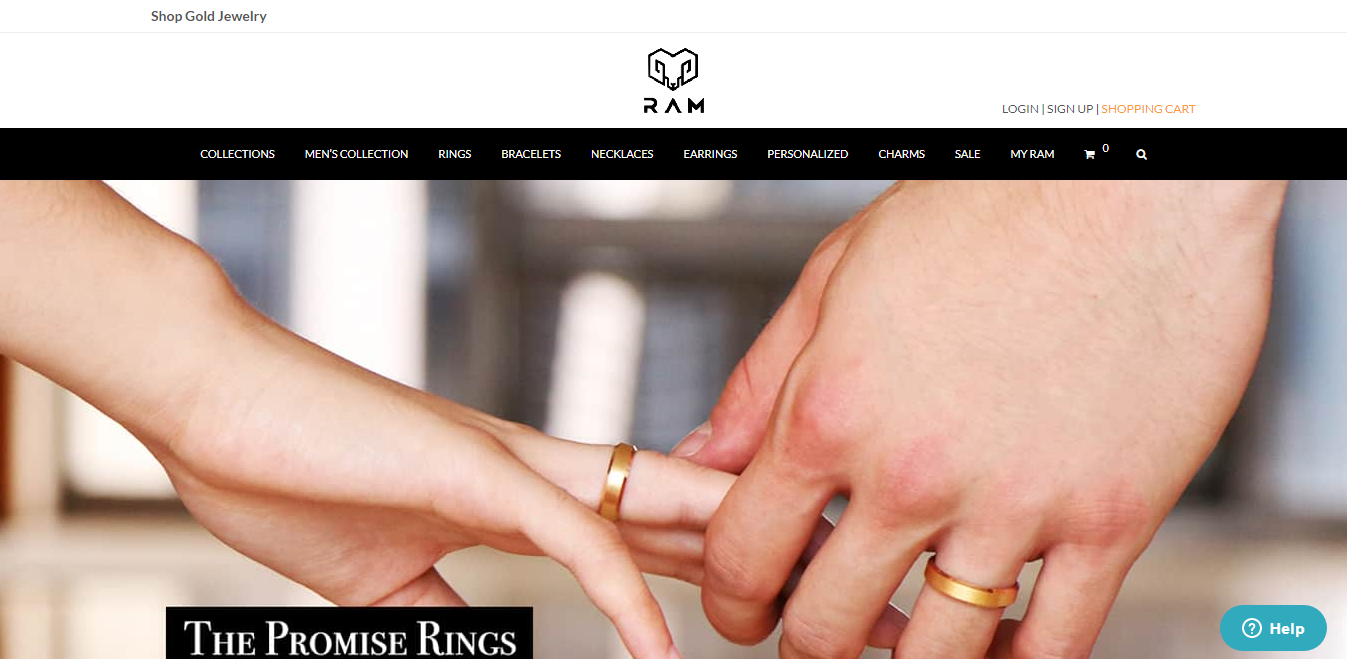 Shop Gold Jewelry
RAM
LOGIN | SIGN UP | SHOPPING CART
COLLECTIONS MEN'S COLLECTION RINGS BRACELETS NECKLACES EARRINGS PERSONALIZED CHARMS SALE MY RAM 0
THE PROMISE RINGS
? Help